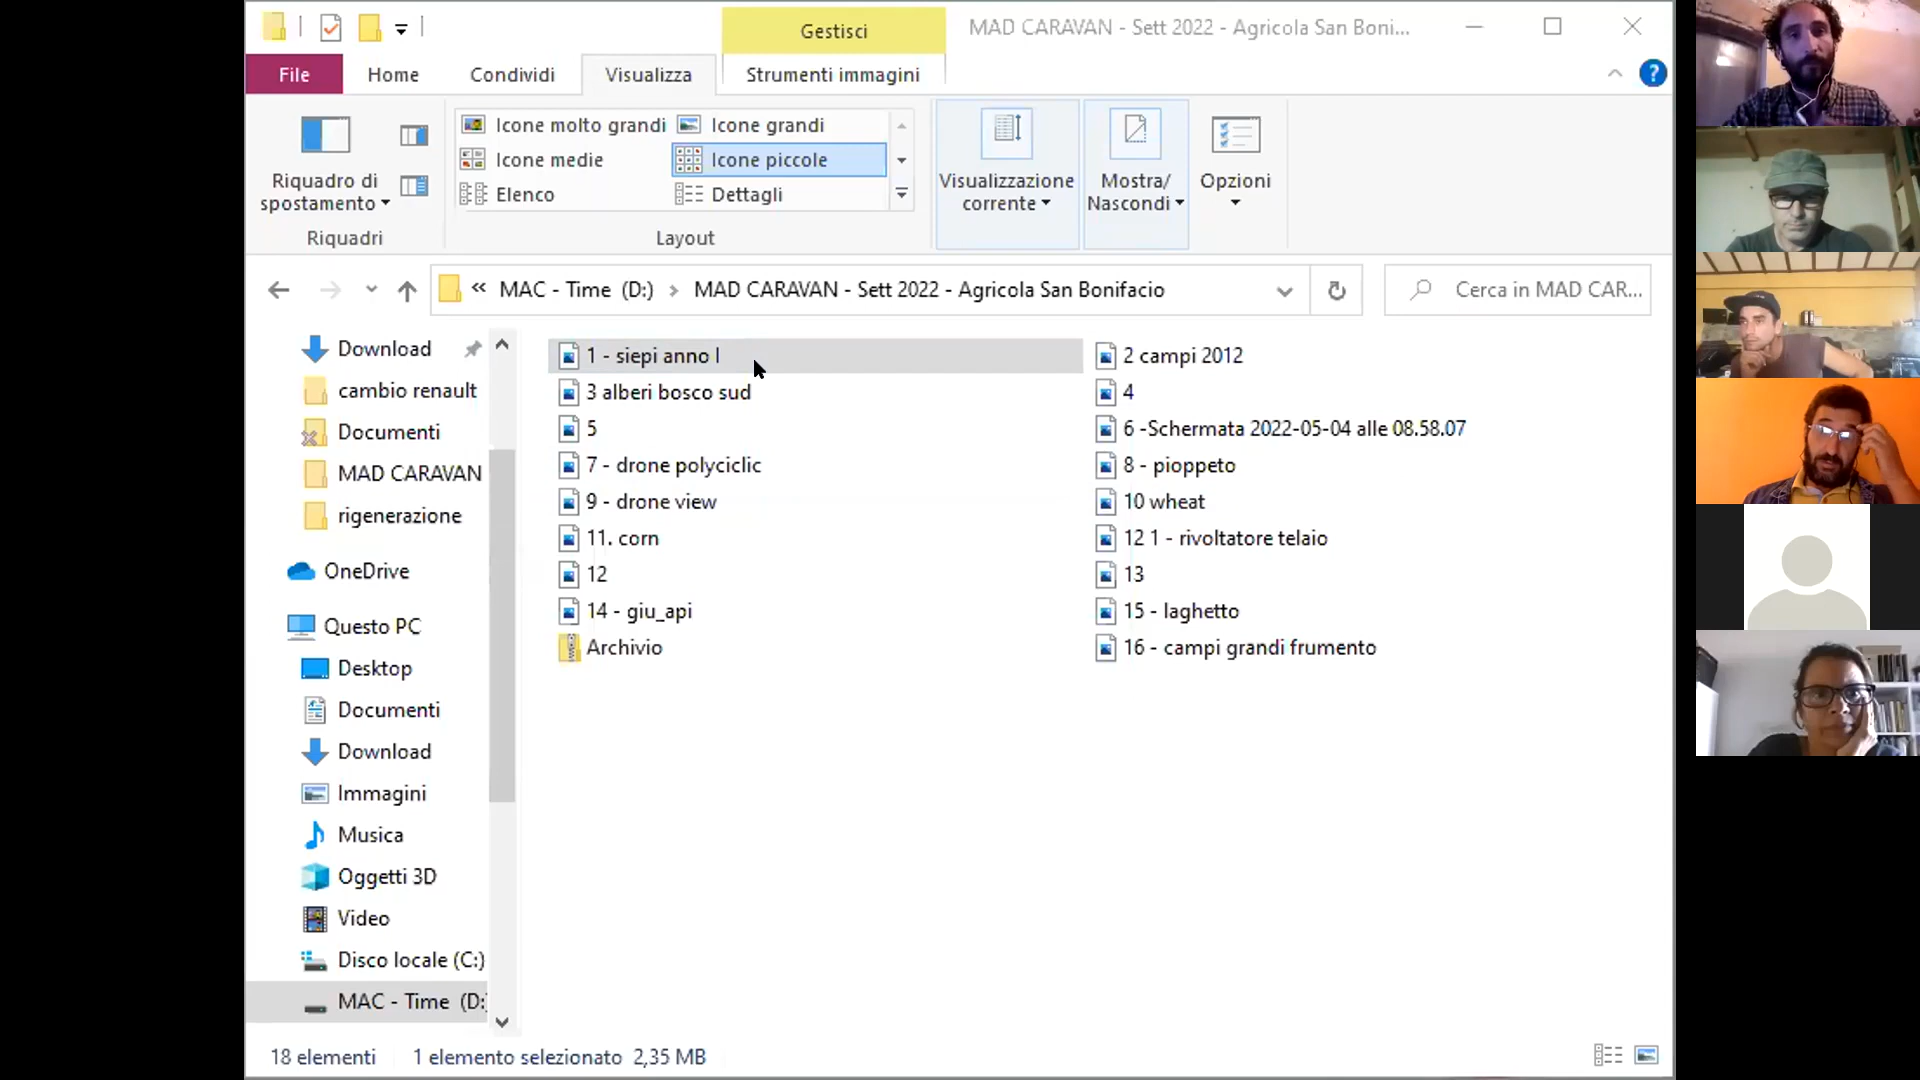 Gestisci
MAD CARAVAN - Sett 2022 - Agricola San Boni...
File
Home
Condividi
Visualizza
Strumenti immagini
Riquadro di
spostamento
Riquadri
Icone molto grandi
Icone grandi
Icone medie
Icone piccole
Elenco
Dettagli
Layout
Visualizzazione
corrente
Mostra/
Nascondi
Opzioni
« MAC - Time (D:) > MAD CARAVAN - Sett 2022 - Agricola San Bonifacio
Cerca in MAD CAR...
Download
cambio renault
Documenti
MAD CARAVAN
rigenerazione
OneDrive
Questo PC
Desktop
Documenti
Download
Immagini
Musica
Oggetti 3D
Video
Disco locale (C:)
MAC - Time (D:
1 - siepi anno I
2 campi 2012
3 alberi bosco sud
4
5
6 -Schermata 2022-05-04 alle 08.58.07
7 - drone polyciclic
8 - pioppeto
9 - drone view
10 wheat
11. corn
12 1 - rivoltatore telaio
12
13
14 - giu_api
15 - laghetto
Archivio
16 - campi grandi frumento
18 elementi
1 elemento selezionato 2,35 MB